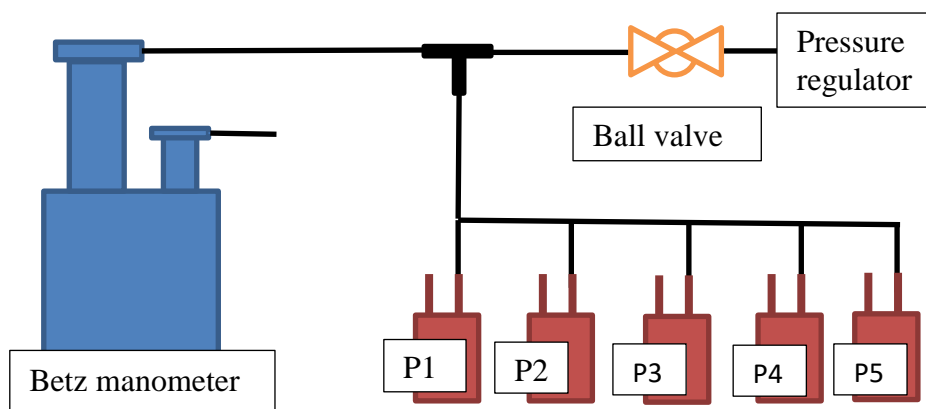 Pressure
regulator
Ball valve
P1
P2
P3
P4
P5
Betz manometer